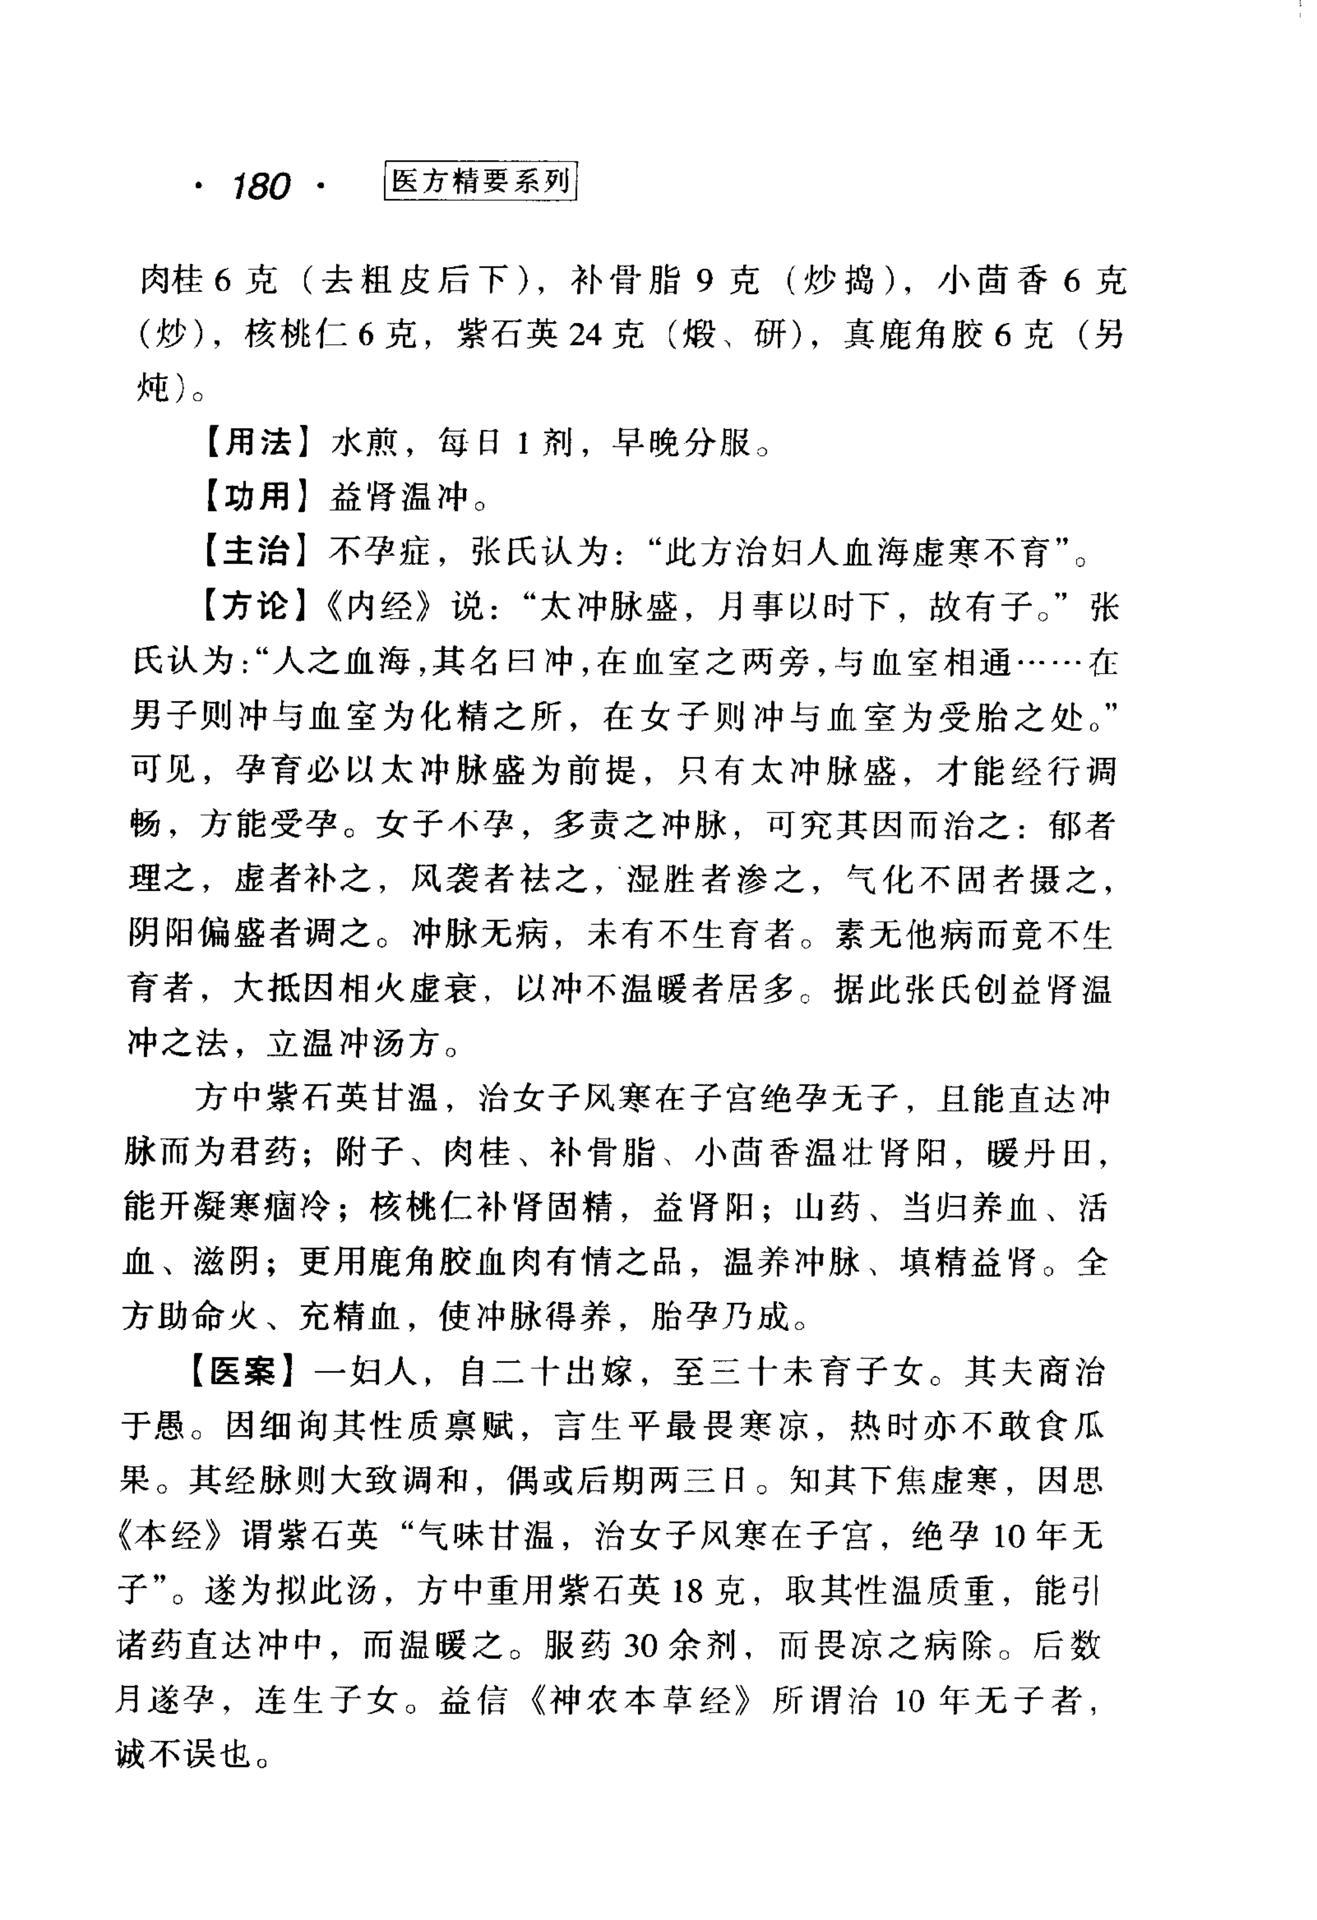 · 180 ·
医方精要系列
肉桂 6 克（去粗皮后下），补骨脂 9 克（炒捣），小茴香 6 克
（炒），核桃仁 6 克，紫石英 24 克（煅、研），真鹿角胶 6 克（另
炖）。
【用法】水煎，每日 1 剂，早晚分服。
【功用】益肾温冲。
【主治】不孕症，张氏认为：“此方治妇人血海虚寒不育”。
【方论】《内经》说：“太冲脉盛，月事以时下，故有子。”张
氏认为：“人之血海，其名曰冲，在血室之两旁，与血室相通……在
男子则冲与血室为化精之所，在女子则冲与血室为受胎之处。”
可见，孕育必以太冲脉盛为前提，只有太冲脉盛，才能经行调
畅，方能受孕。女子不孕，多责之冲脉，可究其因而治之：郁者
理之，虚者补之，风袭者祛之，湿胜者渗之，气化不固者摄之，
阴阳偏盛者调之。冲脉无病，未有不生育者。素无他病而竟不生
育者，大抵因相火虚衰，以冲不温暖者居多。据此张氏创益肾温
冲之法，立温冲汤方。
方中紫石英甘温，治女子风寒在子宫绝孕无子，且能直达冲
脉而为君药；附子、肉桂、补骨脂、小茴香温壮肾阳，暖丹田，
能开凝寒痼冷；核桃仁补肾固精，益肾阳；山药、当归养血、活
血、滋阴；更用鹿角胶血肉有情之品，温养冲脉、填精益肾。全
方助命火、充精血，使冲脉得养，胎孕乃成。
【医案】一妇人，自二十出嫁，至三十未育子女。其夫商治
于愚。因细询其性质禀赋，言生平最畏寒凉，热时亦不敢食瓜
果。其经脉则大致调和，偶或后期两三日。知其下焦虚寒，因思
《本经》谓紫石英“气味甘温，治女子风寒在子宫，绝孕 10 年无
子”。遂为拟此汤，方中重用紫石英 18 克，取其性温质重，能引
诸药直达冲中，而温暖之。服药 30 余剂，而畏凉之病除。后数
月遂孕，连生子女。益信《神农本草经》所谓治 10 年无子者，
诚不误也。